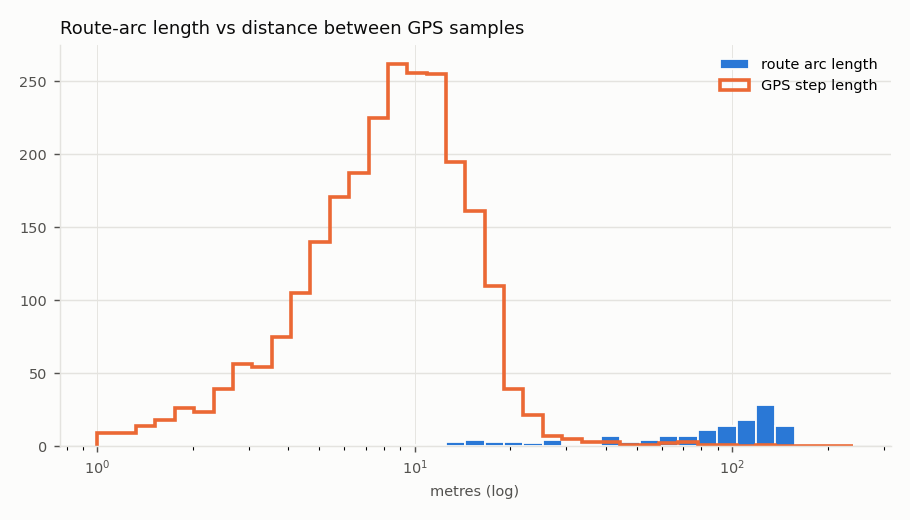 Route-arc length vs distance between GPS samples
route arc length
GPS step length
250
200
150
100
50
0
10⁰
10¹
10²
metres (log)